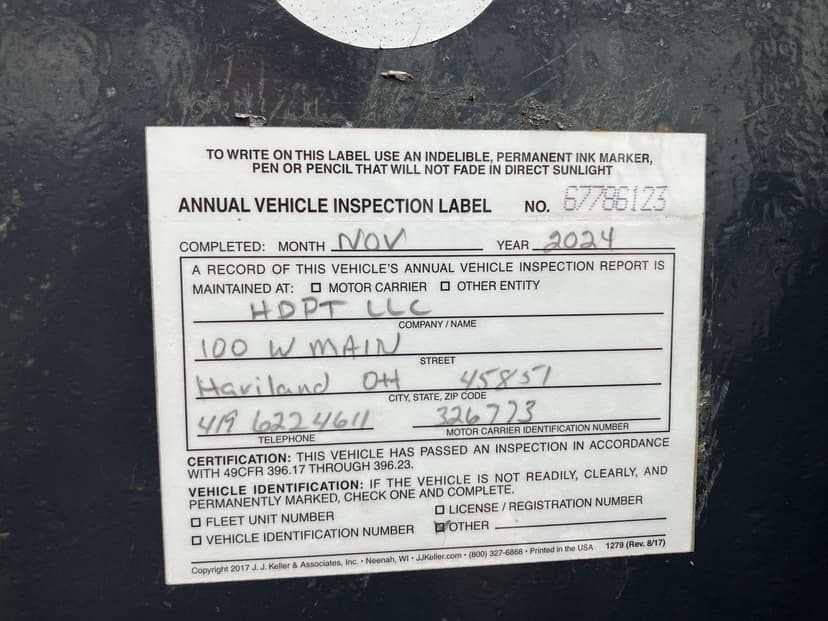 TO WRITE ON THIS LABEL USE AN INDELIBLE, PERMANENT INK MARKER,
PEN OR PENCIL THAT WILL NOT FADE IN DIRECT SUNLIGHT
ANNUAL VEHICLE INSPECTION LABEL NO. 67786123
COMPLETED: MONTH NOV YEAR 2024
A RECORD OF THIS VEHICLE'S ANNUAL VEHICLE INSPECTION REPORT IS
MAINTAINED AT: ☐ MOTOR CARRIER ☐ OTHER ENTITY
HDPT LLC
COMPANY / NAME
100 W MAIN
STREET
Haviland OH 45851
CITY, STATE, ZIP CODE
419 622 4611 326773
TELEPHONE MOTOR CARRIER IDENTIFICATION NUMBER
CERTIFICATION: THIS VEHICLE HAS PASSED AN INSPECTION IN ACCORDANCE
WITH 49CFR 396.17 THROUGH 396.23.
VEHICLE IDENTIFICATION: IF THE VEHICLE IS NOT READILY, CLEARLY, AND
PERMANENTLY MARKED, CHECK ONE AND COMPLETE.
☐ FLEET UNIT NUMBER ☐ LICENSE / REGISTRATION NUMBER
☐ VEHICLE IDENTIFICATION NUMBER ☑ OTHER
Copyright 2017 J. J. Keller & Associates, Inc. • Neenah, WI • JJKeller.com • (800) 327-6868 • Printed in the USA 1279 (Rev. 8/17)